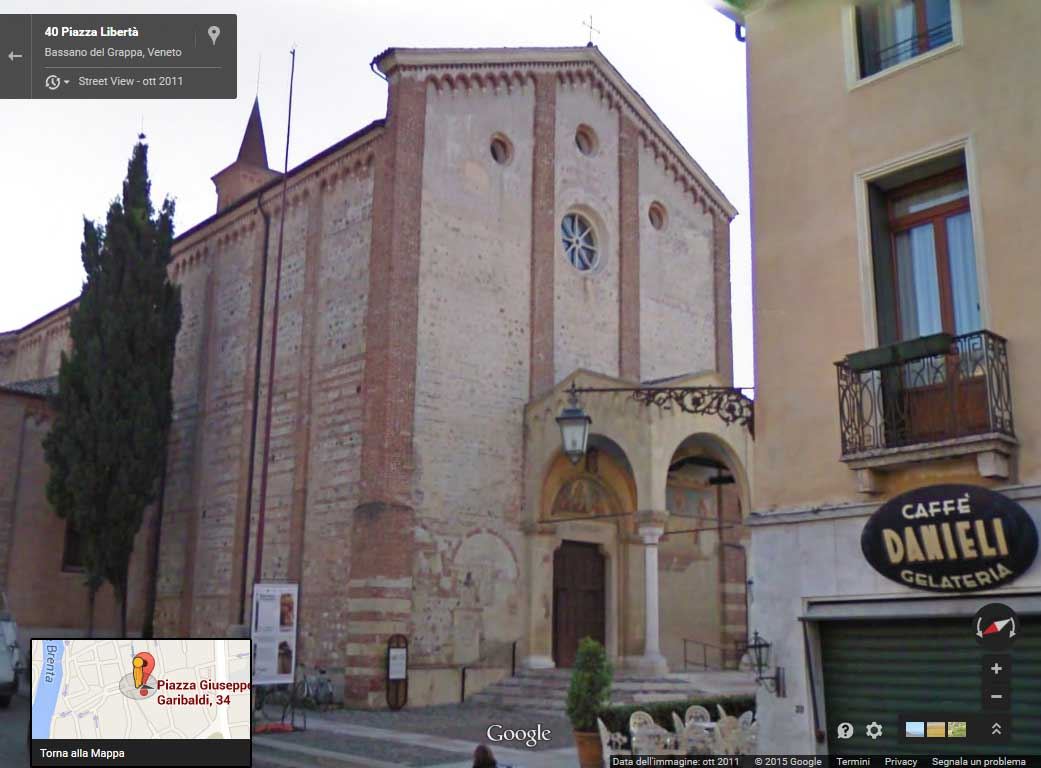 40 Piazza Libertà
Bassano del Grappa, Veneto
Street View - ott 2011
CAFFÈ
DANIELI
GELATERIA
Brenta
Piazza Giuseppe
Garibaldi, 34
Torna alla Mappa
Google
Data dell'immagine: ott 2011 © 2015 Google Termini Privacy Segnala un problema